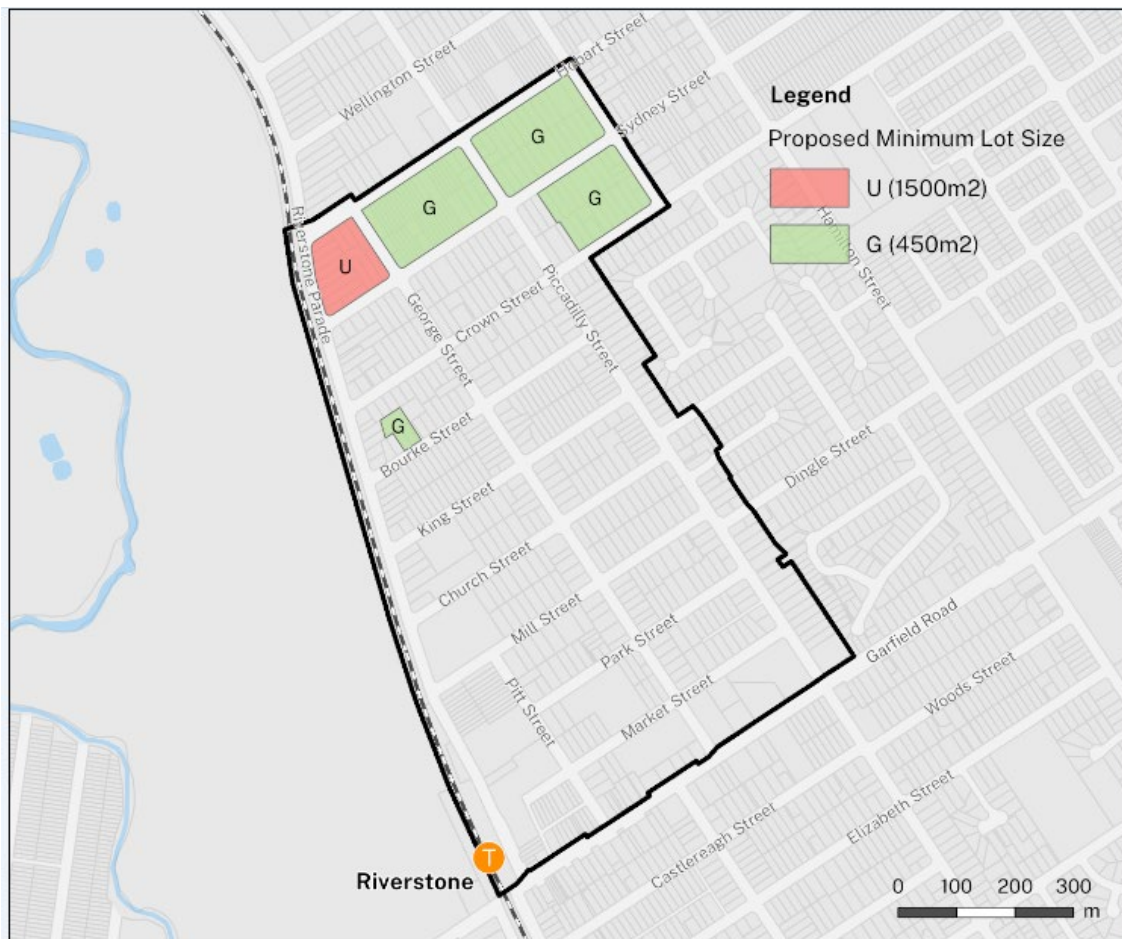 Hobart Street
Wellington Street
Sydney Street
Legend
Proposed Minimum Lot Size
U (1500m2)
G (450m2)
G
G
G
U
Riverstone Parade
Hamilton Street
Piccadilly Street
George Street
Crown Street
G
Bourke Street
Dingle Street
King Street
Church Street
Mill Street
Park Street
Garfield Road
Pitt Street
Market Street
Woods Street
Elizabeth Street
Castlereagh Street
T
Riverstone
0 100 200 300
m